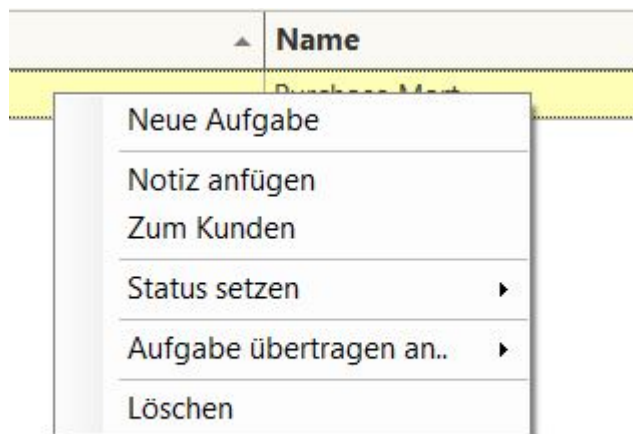 Name
Neue Aufgabe
Notiz anfügen
Zum Kunden
Status setzen
Aufgabe übertragen an..
Löschen